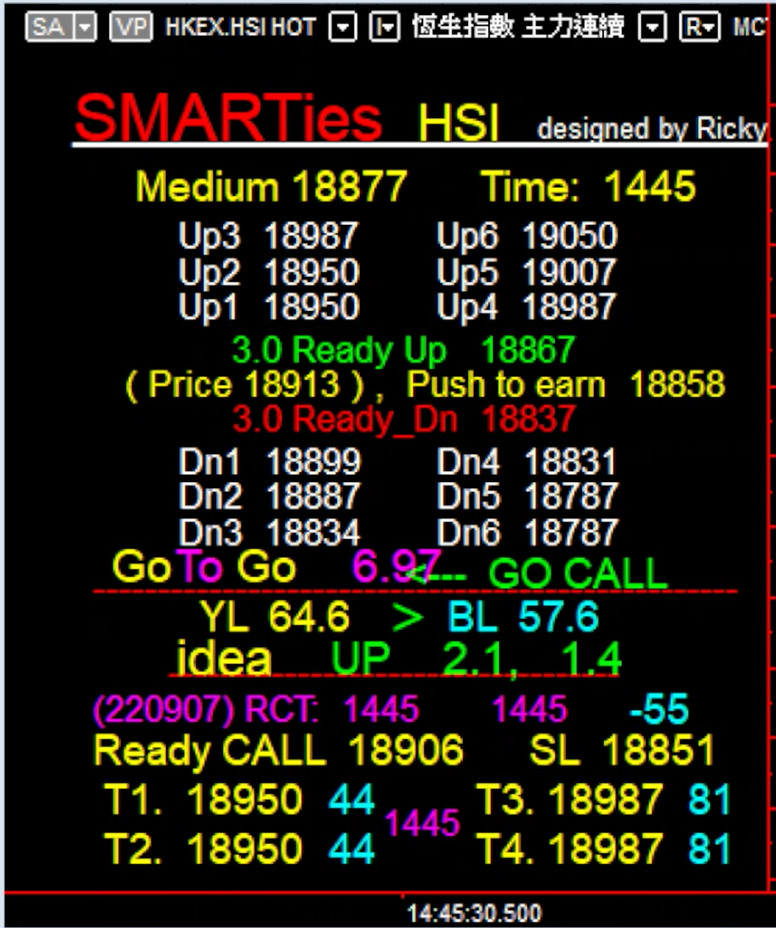 SA VP HKEX.HSI HOT I 恆生指數 主力連續 R MC
SMARTies HSI designed by Ricky
Medium 18877 Time: 1445
Up3 18987 Up6 19050
Up2 18950 Up5 19007
Up1 18950 Up4 18987
3.0 Ready Up 18867
( Price 18913 ) , Push to earn 18858
3.0 Ready_Dn 18837
Dn1 18899 Dn4 18831
Dn2 18887 Dn5 18787
Dn3 18834 Dn6 18787
GoTo Go 6.97 <--- GO CALL
YL 64.6 > BL 57.6
idea UP 2.1, 1.4
(220907) RCT: 1445 1445 -55
Ready CALL 18906 SL 18851
T1. 18950 44 T3. 18987 81
1445
T2. 18950 44 T4. 18987 81
14:45:30.500